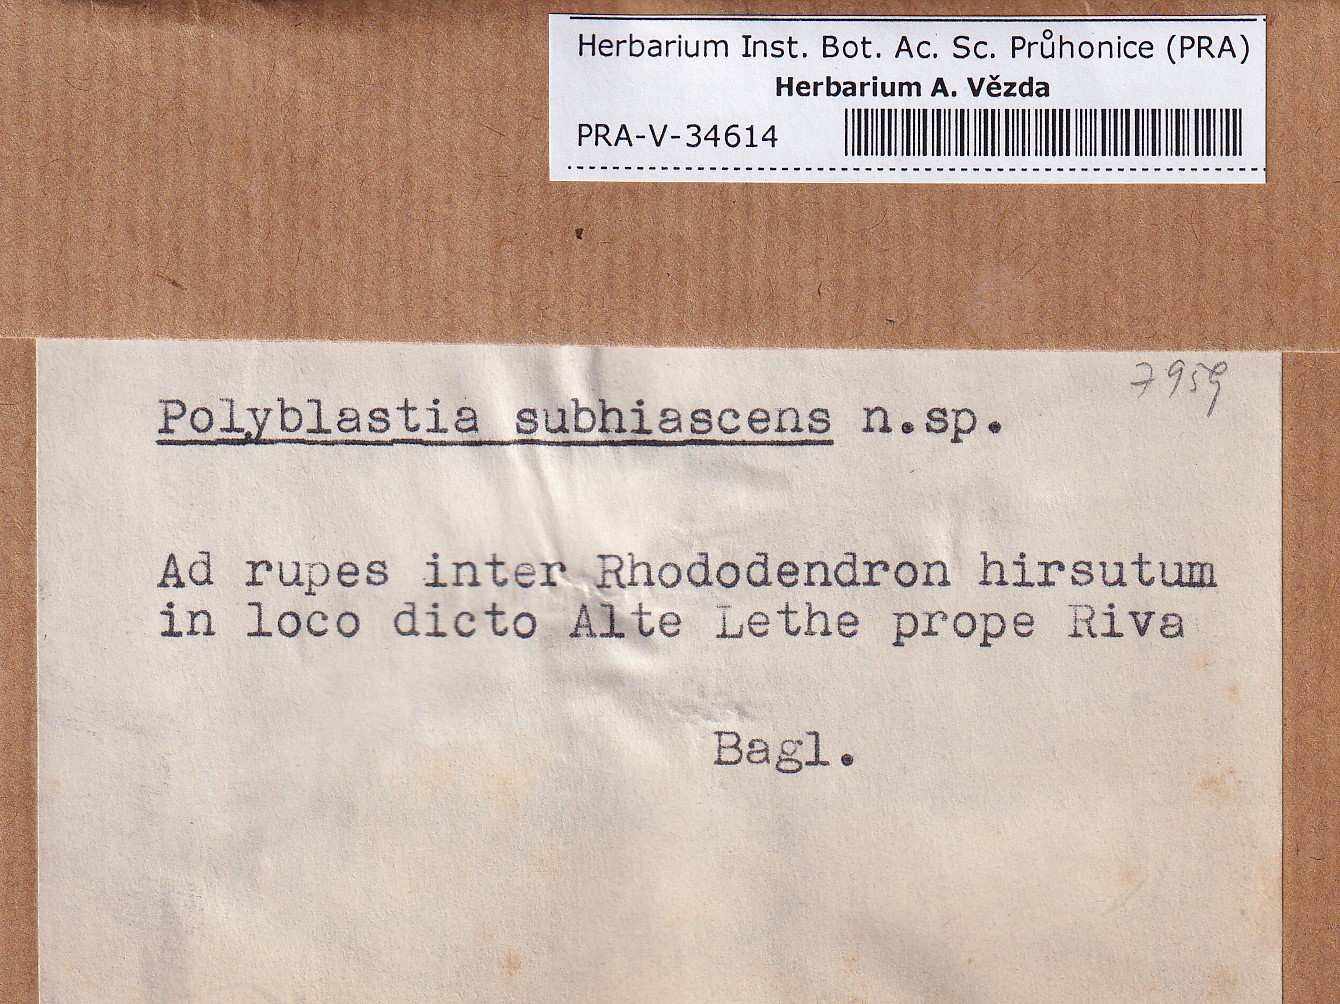 Herbarium Inst. Bot. Ac. Sc. Průhonice (PRA)
Herbarium A. Vězda
PRA-V-34614
7959
Polyblastia subhiascens n.sp.
Ad rupes inter Rhododendron hirsutum
in loco dicto Alte Lethe prope Riva
Bagl.